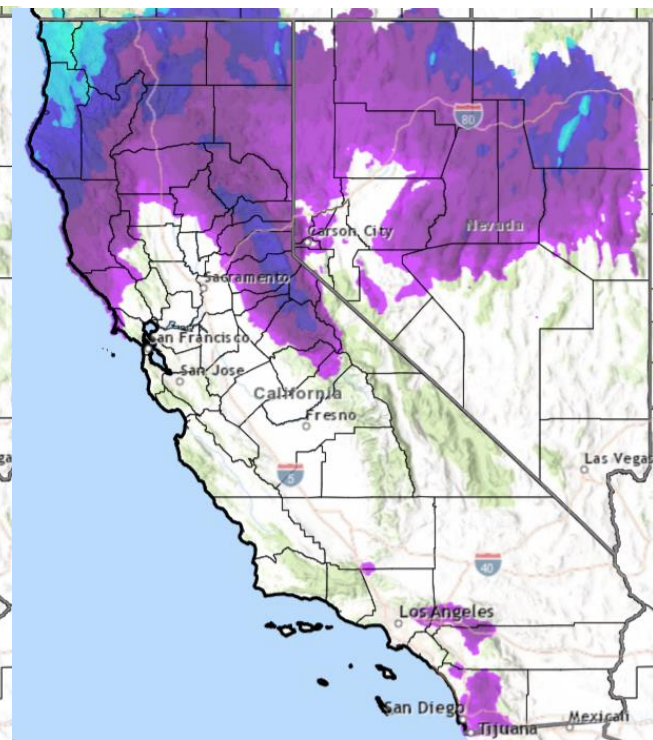 80
Nevada
Carson City
Sacramento
San Francisco
San Jose
California
Fresno
Las Vegas
5
40
Los Angeles
San Diego
Tijuana
Mexicali
ga